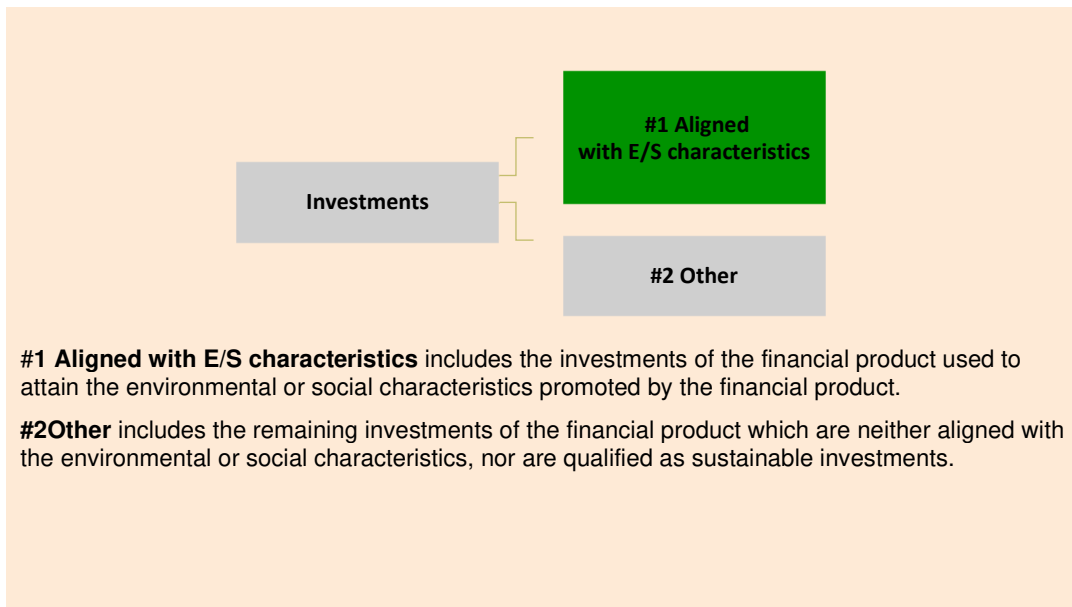 #1 Aligned
with E/S characteristics
Investments
#2 Other
#1 Aligned with E/S characteristics includes the investments of the financial product used to
attain the environmental or social characteristics promoted by the financial product.
#2Other includes the remaining investments of the financial product which are neither aligned with
the environmental or social characteristics, nor are qualified as sustainable investments.